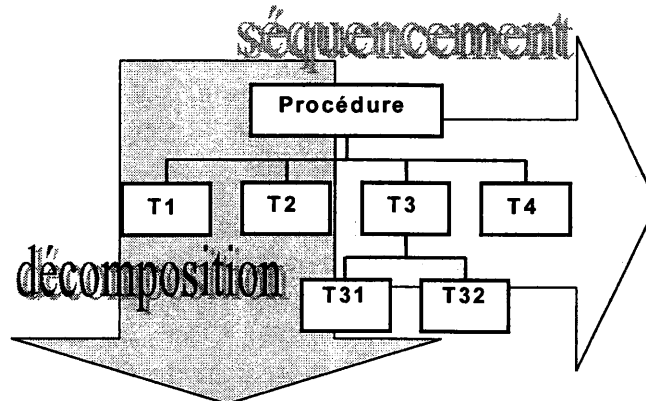 séquencement
Procédure
T1 T2 T3 T4
décomposition
T31 T32